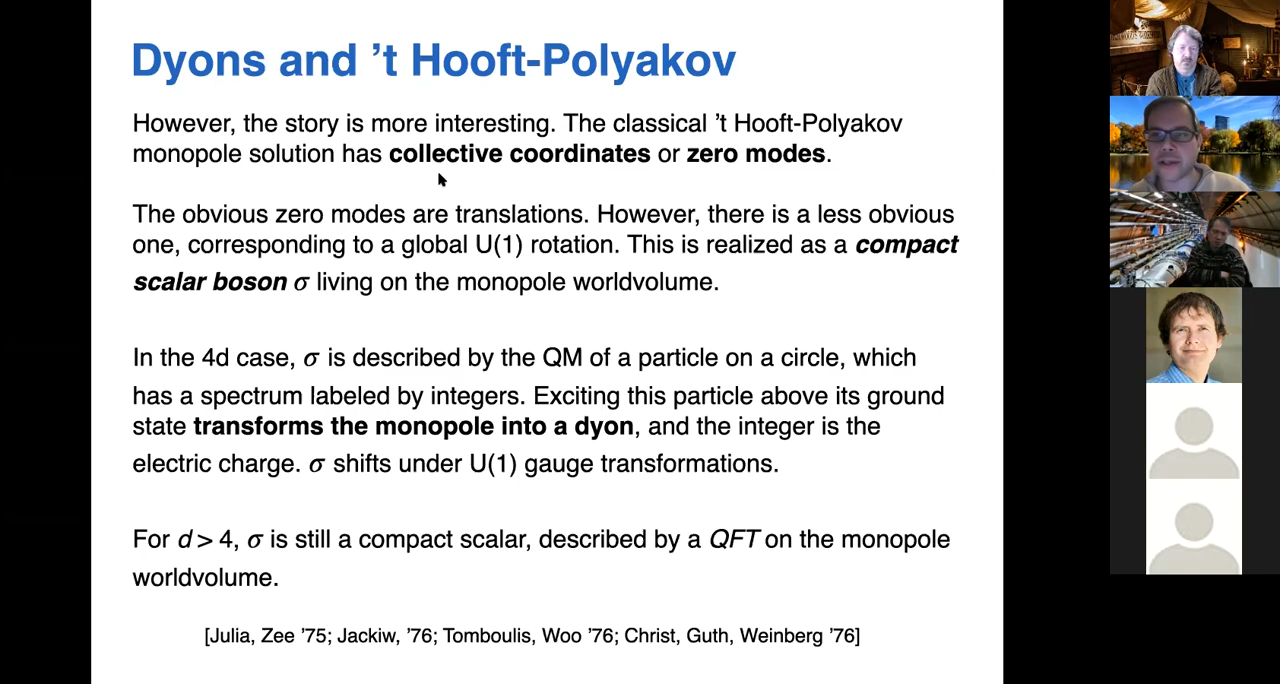 Dyons and ’t Hooft-Polyakov
However, the story is more interesting. The classical ’t Hooft-Polyakov
monopole solution has collective coordinates or zero modes.
The obvious zero modes are translations. However, there is a less obvious
one, corresponding to a global U(1) rotation. This is realized as a compact
scalar boson σ living on the monopole worldvolume.
In the 4d case, σ is described by the QM of a particle on a circle, which
has a spectrum labeled by integers. Exciting this particle above its ground
state transforms the monopole into a dyon, and the integer is the
electric charge. σ shifts under U(1) gauge transformations.
For d > 4, σ is still a compact scalar, described by a QFT on the monopole
worldvolume.
[Julia, Zee ’75; Jackiw, ’76; Tomboulis, Woo ’76; Christ, Guth, Weinberg ’76]